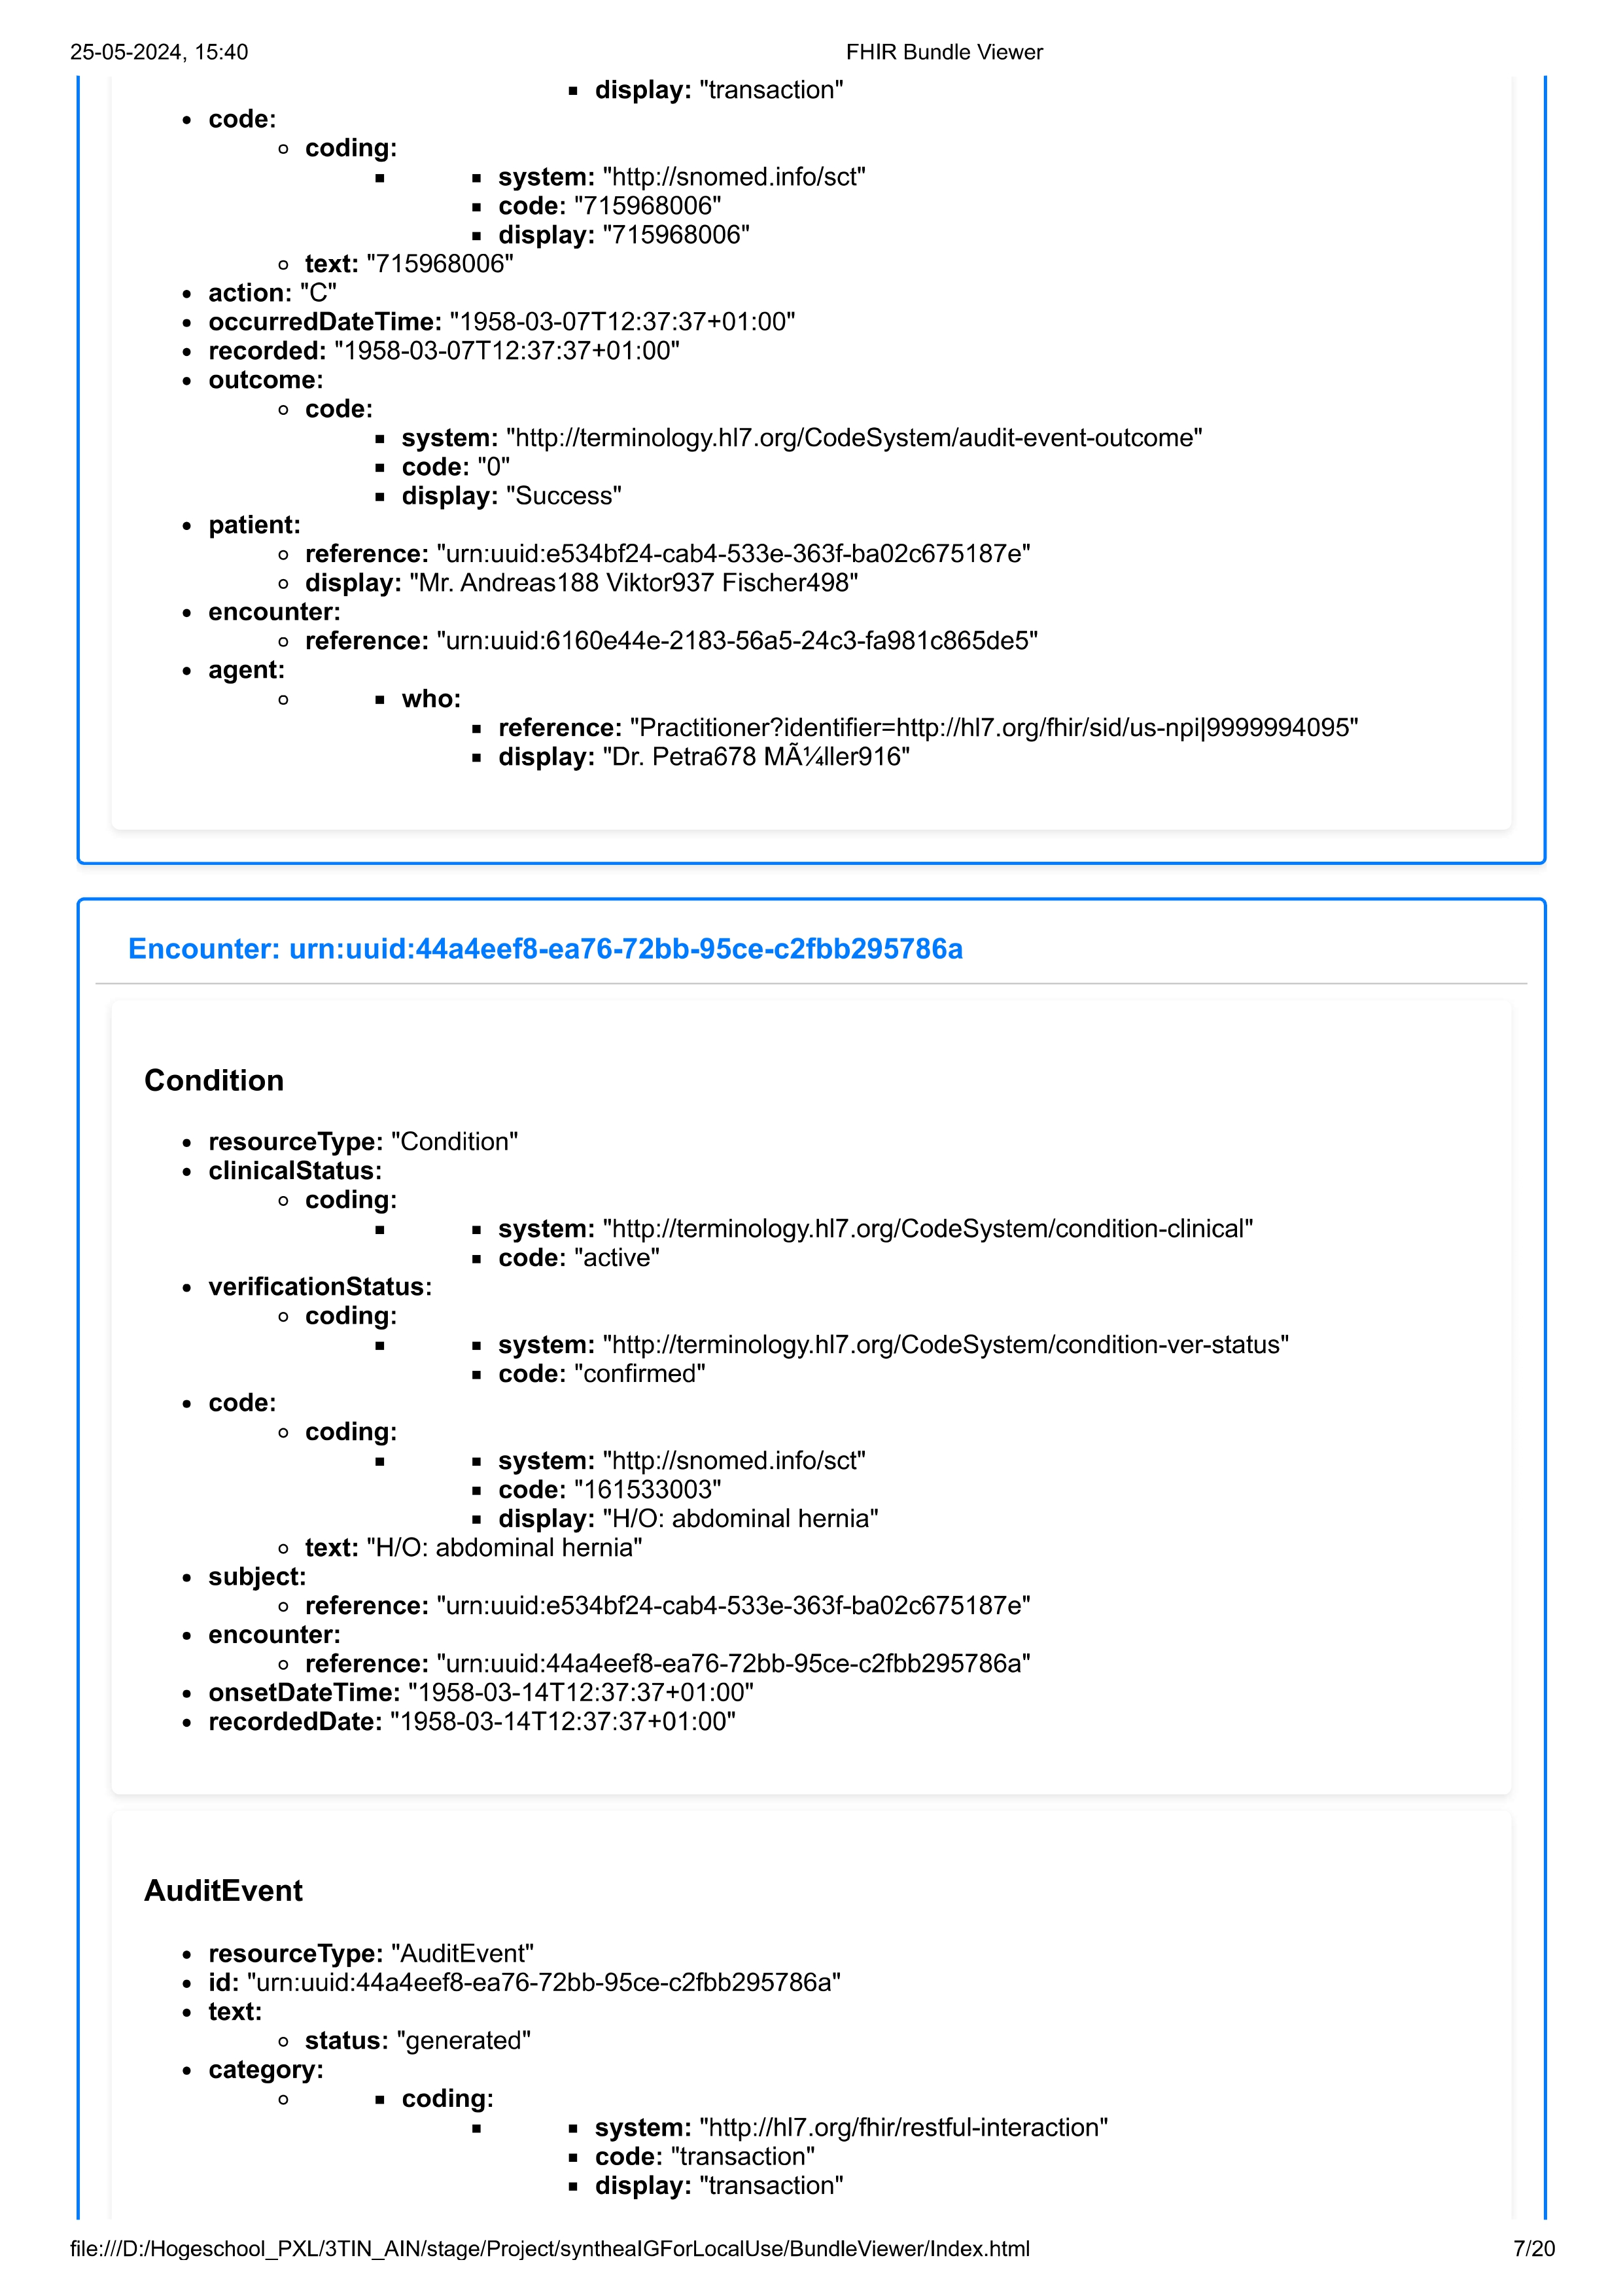 25-05-2024, 15:40 FHIR Bundle Viewer
display: "transaction"
code:
coding:
system: "http://snomed.info/sct"
code: "715968006"
display: "715968006"
text: "715968006"
action: "C"
occurredDateTime: "1958-03-07T12:37:37+01:00"
recorded: "1958-03-07T12:37:37+01:00"
outcome:
code:
system: "http://terminology.hl7.org/CodeSystem/audit-event-outcome"
code: "0"
display: "Success"
patient:
reference: "urn:uuid:e534bf24-cab4-533e-363f-ba02c675187e"
display: "Mr. Andreas188 Viktor937 Fischer498"
encounter:
reference: "urn:uuid:6160e44e-2183-56a5-24c3-fa981c865de5"
agent:
who:
reference: "Practitioner?identifier=http://hl7.org/fhir/sid/us-npi|9999994095"
display: "Dr. Petra678 MÃ¼ller916"
Encounter: urn:uuid:44a4eef8-ea76-72bb-95ce-c2fbb295786a
Condition
resourceType: "Condition"
clinicalStatus:
coding:
system: "http://terminology.hl7.org/CodeSystem/condition-clinical"
code: "active"
verificationStatus:
coding:
system: "http://terminology.hl7.org/CodeSystem/condition-ver-status"
code: "confirmed"
code:
coding:
system: "http://snomed.info/sct"
code: "161533003"
display: "H/O: abdominal hernia"
text: "H/O: abdominal hernia"
subject:
reference: "urn:uuid:e534bf24-cab4-533e-363f-ba02c675187e"
encounter:
reference: "urn:uuid:44a4eef8-ea76-72bb-95ce-c2fbb295786a"
onsetDateTime: "1958-03-14T12:37:37+01:00"
recordedDate: "1958-03-14T12:37:37+01:00"
AuditEvent
resourceType: "AuditEvent"
id: "urn:uuid:44a4eef8-ea76-72bb-95ce-c2fbb295786a"
text:
status: "generated"
category:
coding:
system: "http://hl7.org/fhir/restful-interaction"
code: "transaction"
display: "transaction"
file:///D:/Hogeschool_PXL/3TIN_AIN/stage/Project/syntheaIGForLocalUse/BundleViewer/Index.html 7/20